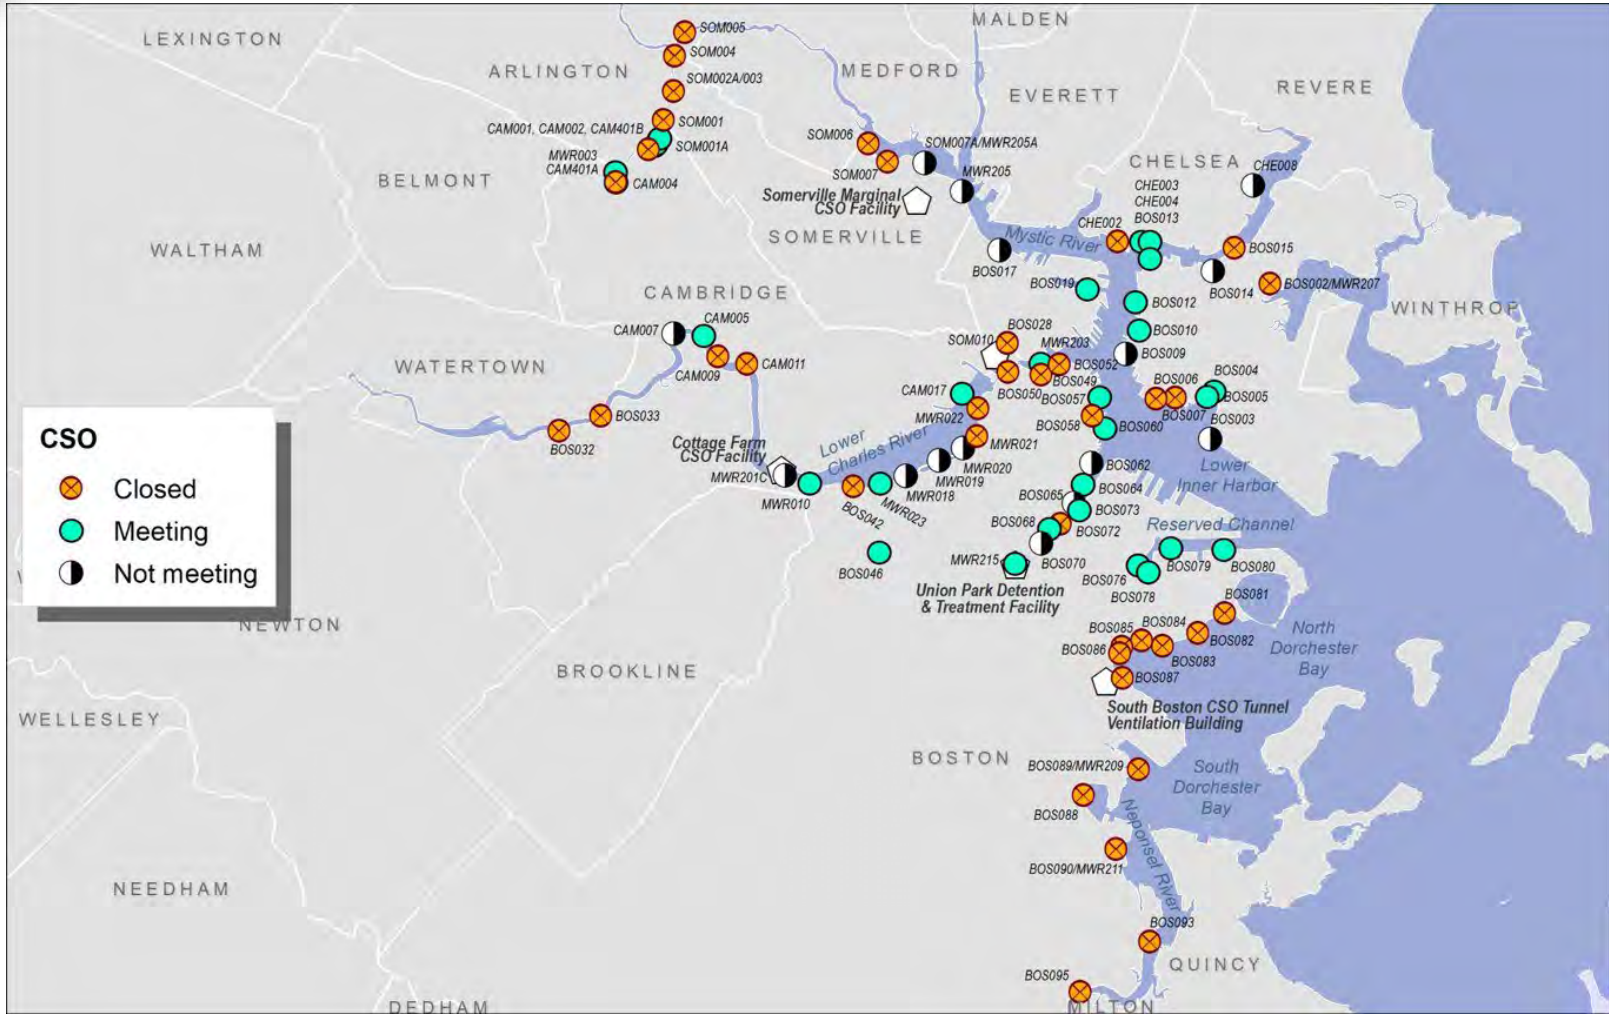 MALDEN
LEXINGTON
SOM005
SOM004
ARLINGTON
MEDFORD
SOM002A/003
REVERE
EVERETT
SOM001
CAM001, CAM002, CAM401B
SOM001A
SOM006
SOM007A/MWR205A
MWR003
CAM401A
CAM004
SOM007
MWR205
CHELSEA
CHE008
BELMONT
CHE003
CHE004
BOS013
Somerville Marginal
CSO Facility
CHE002
SOMERVILLE
Mystic River
WALTHAM
BOS015
BOS017
BOS014
BOS002/MWR207
BOS019
CAMBRIDGE
BOS012
WINTHROP
CAM007
CAM005
BOS028
SOM010
MWR203
BOS010
BOS009
WATERTOWN
CAM009
CAM011
BOS052
BOS049
BOS050
BOS057
BOS006
BOS004
BOS005
BOS007
BOS003
CAM017
MWR022
BOS058
BOS060
BOS033
BOS032
CSO
Closed
Meeting
Not meeting
Cottage Farm
CSO Facility
MWR201C
MWR010
Lower
Charles River
MWR021
MWR020
MWR019
MWR018
MWR023
BOS042
BOS046
BOS062
BOS064
BOS065
BOS073
BOS068
BOS072
BOS070
MWR215
Lower
Inner Harbor
Reserved Channel
BOS079
BOS080
BOS076
BOS078
Union Park Detention
& Treatment Facility
BOS081
NEWTON
BOS085
BOS084
BOS082
BOS086
BOS083
North
Dorchester
Bay
BROOKLINE
BOS087
South Boston CSO Tunnel
Ventilation Building
WELLESLEY
BOSTON
BOS089/MWR209
South
Dorchester
Bay
BOS088
Neponset River
BOS090/MWR211
NEEDHAM
BOS093
QUINCY
BOS095
DEDHAM
MILTON